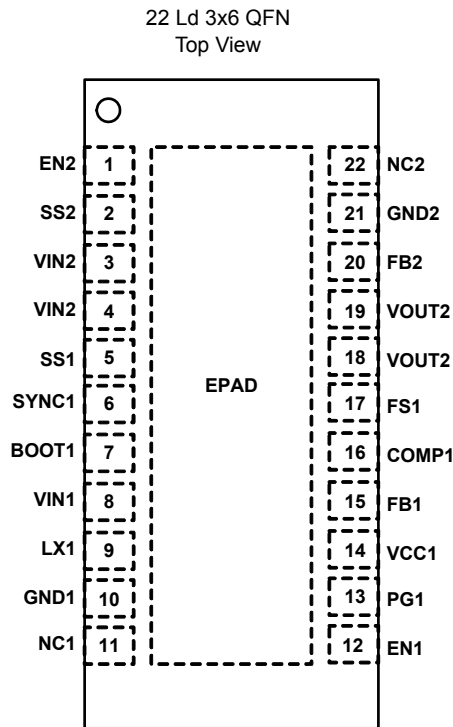 22 Ld 3x6 QFN
Top View
EN2 1 22 NC2
SS2 2 21 GND2
VIN2 3 20 FB2
VIN2 4 19 VOUT2
SS1 5 18 VOUT2
EPAD
SYNC1 6 17 FS1
BOOT1 7 16 COMP1
VIN1 8 15 FB1
LX1 9 14 VCC1
GND1 10 13 PG1
NC1 11 12 EN1